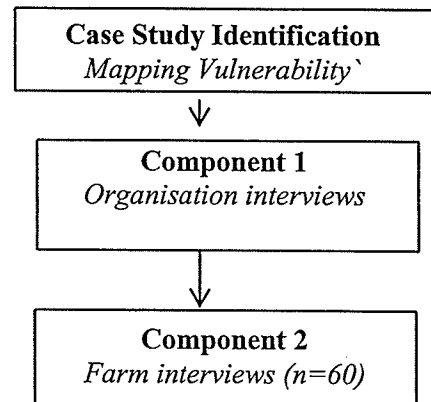 Case Study Identification
Mapping Vulnerability`
Component 1
Organisation interviews
Component 2
Farm interviews (n=60)